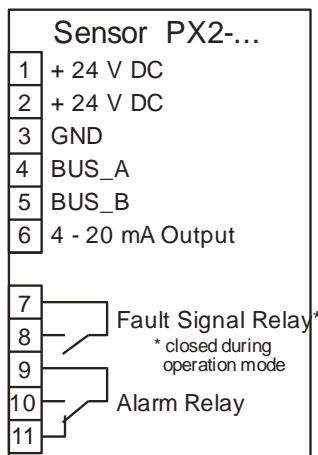 Sensor PX2-...
1 + 24 V DC
2 + 24 V DC
3 GND
4 BUS_A
5 BUS_B
6 4 - 20 mA Output
7
Fault Signal Relay*
8
* closed during
operation mode
9
10 Alarm Relay
11